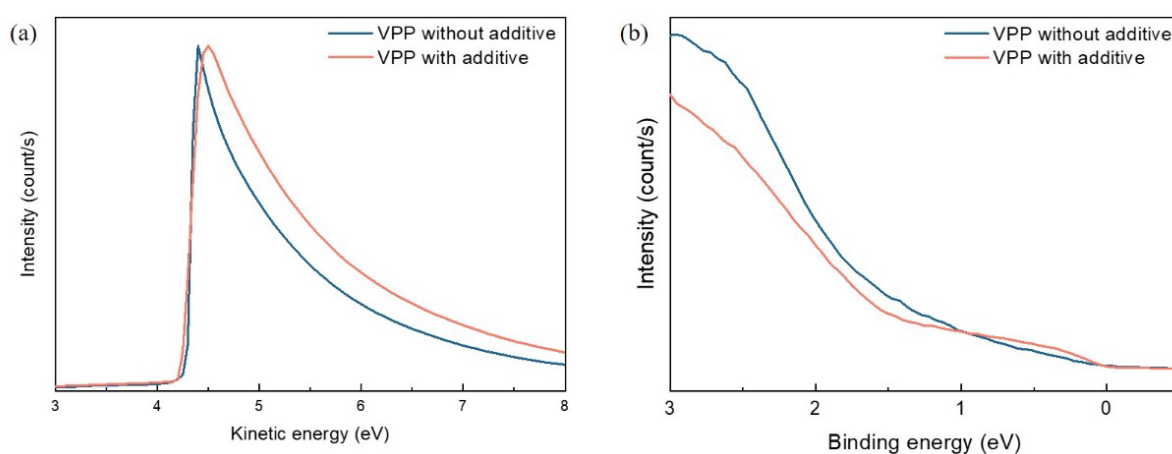 (a)
VPP without additive
VPP with additive
Intensity (count/s)
3 4 5 6 7 8
Kinetic energy (eV)
(b)
VPP without additive
VPP with additive
Intensity (count/s)
3 2 1 0
Binding energy (eV)